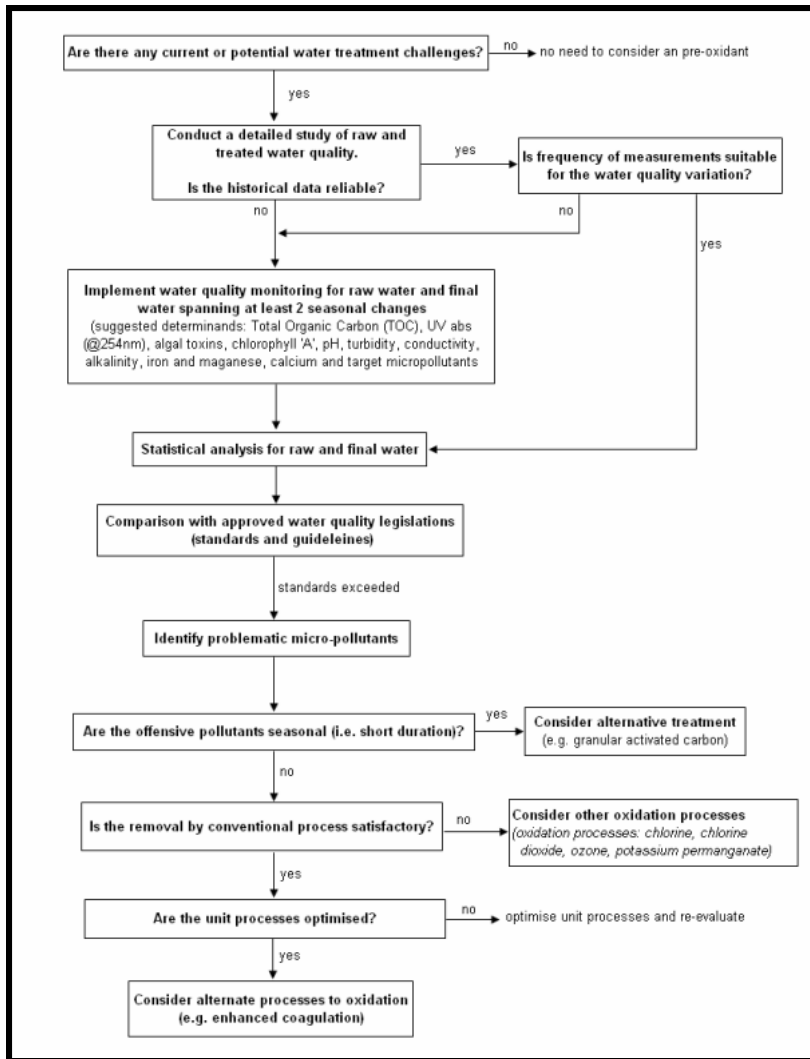 Are there any current or potential water treatment challenges?
no
no need to consider an pre-oxidant
yes
Conduct a detailed study of raw and
treated water quality.
Is the historical data reliable?
yes
Is frequency of measurements suitable
for the water quality variation?
no
no
yes
Implement water quality monitoring for raw water and final
water spanning at least 2 seasonal changes
(suggested determinands: Total Organic Carbon (TOC), UV abs
(@254nm), algal toxins, chlorophyll 'A', pH, turbidity, conductivity,
alkalinity, iron and maganese, calcium and target micropollutants
Statistical analysis for raw and final water
Comparison with approved water quality legislations
(standards and guideleines)
standards exceeded
Identify problematic micro-pollutants
Are the offensive pollutants seasonal (i.e. short duration)?
yes
Consider alternative treatment
(e.g. granular activated carbon)
no
Is the removal by conventional process satisfactory?
no
Consider other oxidation processes
(oxidation processes: chlorine, chlorine
dioxide, ozone, potassium permanganate)
yes
Are the unit processes optimised?
no
optimise unit processes and re-evaluate
yes
Consider alternate processes to oxidation
(e.g. enhanced coagulation)